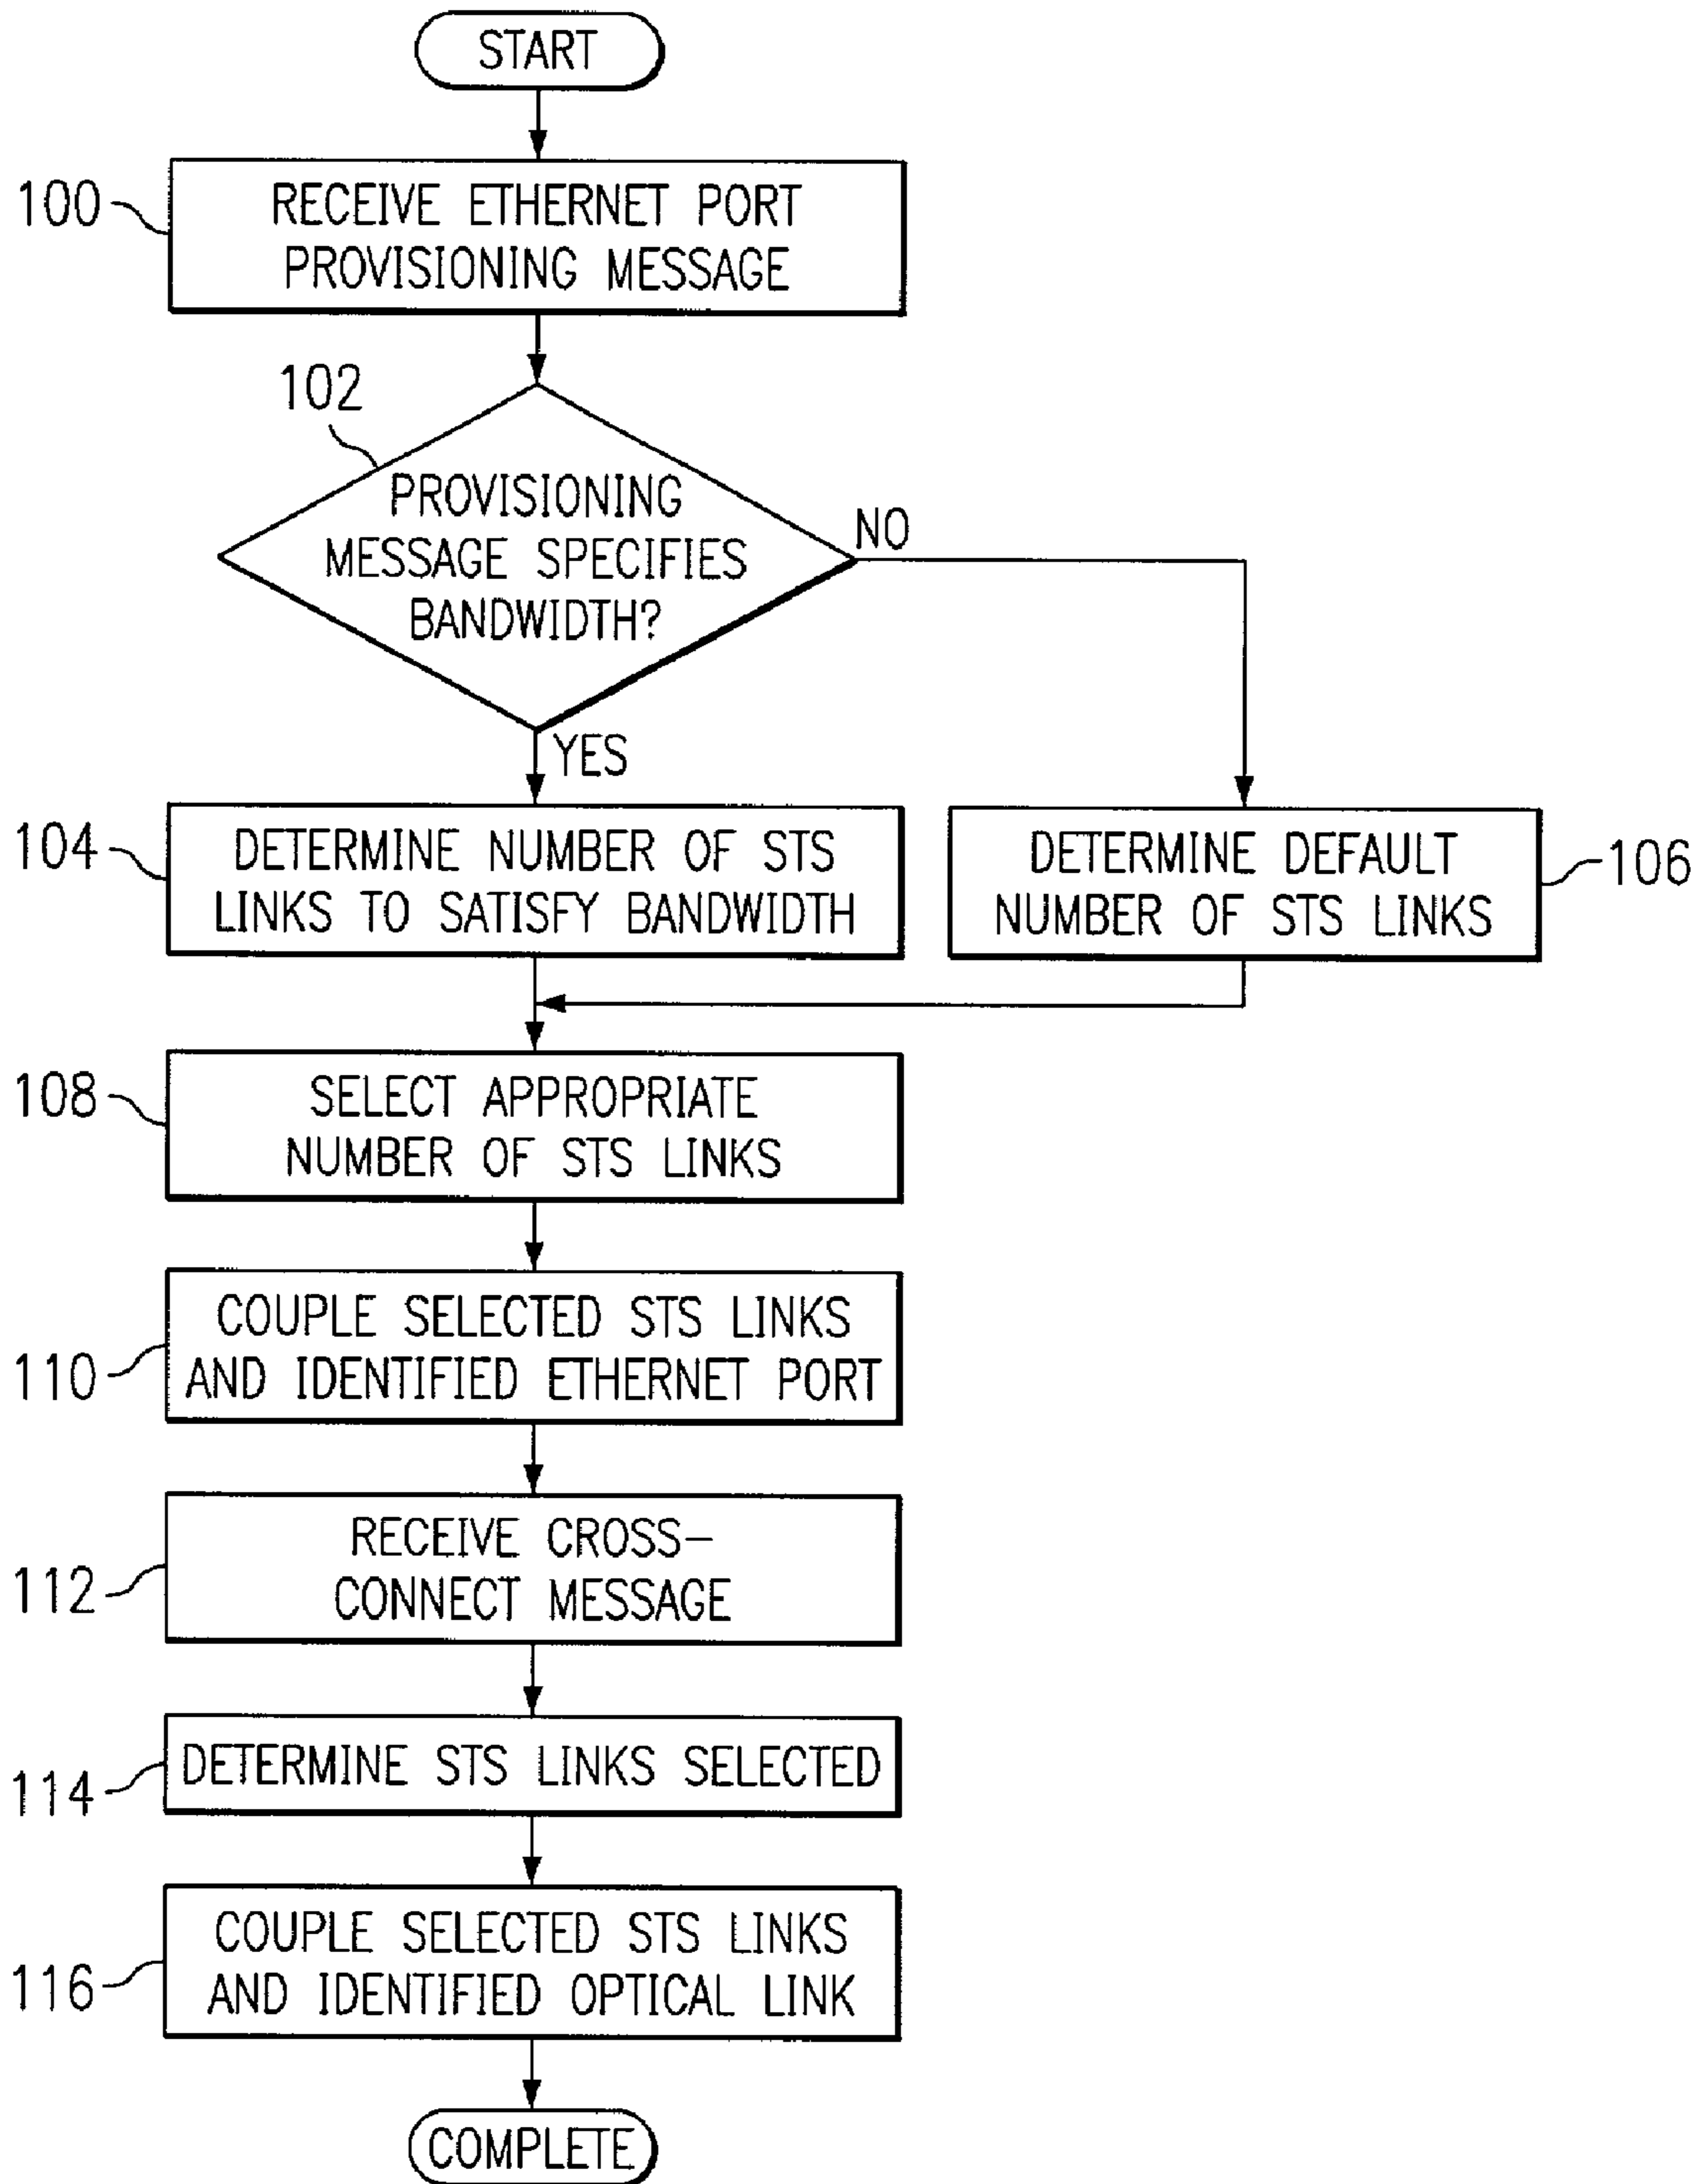 START
100
RECEIVE ETHERNET PORT
PROVISIONING MESSAGE
102
PROVISIONING
MESSAGE SPECIFIES
BANDWIDTH?
NO
YES
104
DETERMINE NUMBER OF STS
LINKS TO SATISFY BANDWIDTH
DETERMINE DEFAULT
NUMBER OF STS LINKS
106
108
SELECT APPROPRIATE
NUMBER OF STS LINKS
110
COUPLE SELECTED STS LINKS
AND IDENTIFIED ETHERNET PORT
112
RECEIVE CROSS-
CONNECT MESSAGE
114
DETERMINE STS LINKS SELECTED
116
COUPLE SELECTED STS LINKS
AND IDENTIFIED OPTICAL LINK
COMPLETE